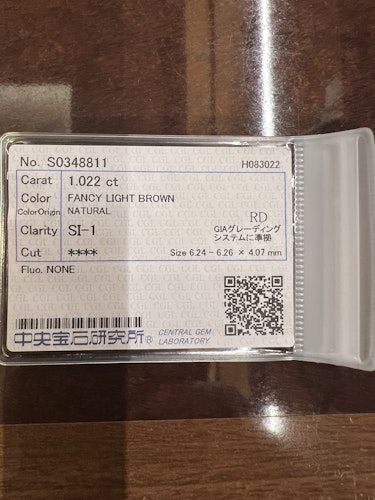 No. S0348811 H083022
Carat 1.022 ct
Color FANCY LIGHT BROWN
ColorOrigin NATURAL
RD
Clarity SI-1
GIAグレーディング
システムに準拠
Cut ****
Size 6.24 - 6.26 × 4.07 mm
Fluo. NONE
中央宝石研究所®
CENTRAL GEM
LABORATORY